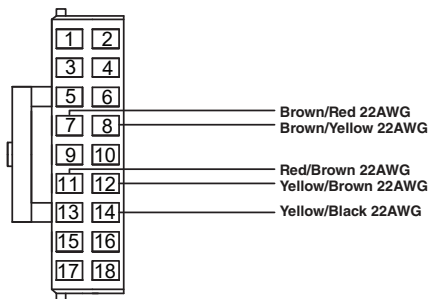 1 2
3 4
5 6
7 8
9 10
11 12
13 14
15 16
17 18
Brown/Red 22AWG
Brown/Yellow 22AWG
Red/Brown 22AWG
Yellow/Brown 22AWG
Yellow/Black 22AWG